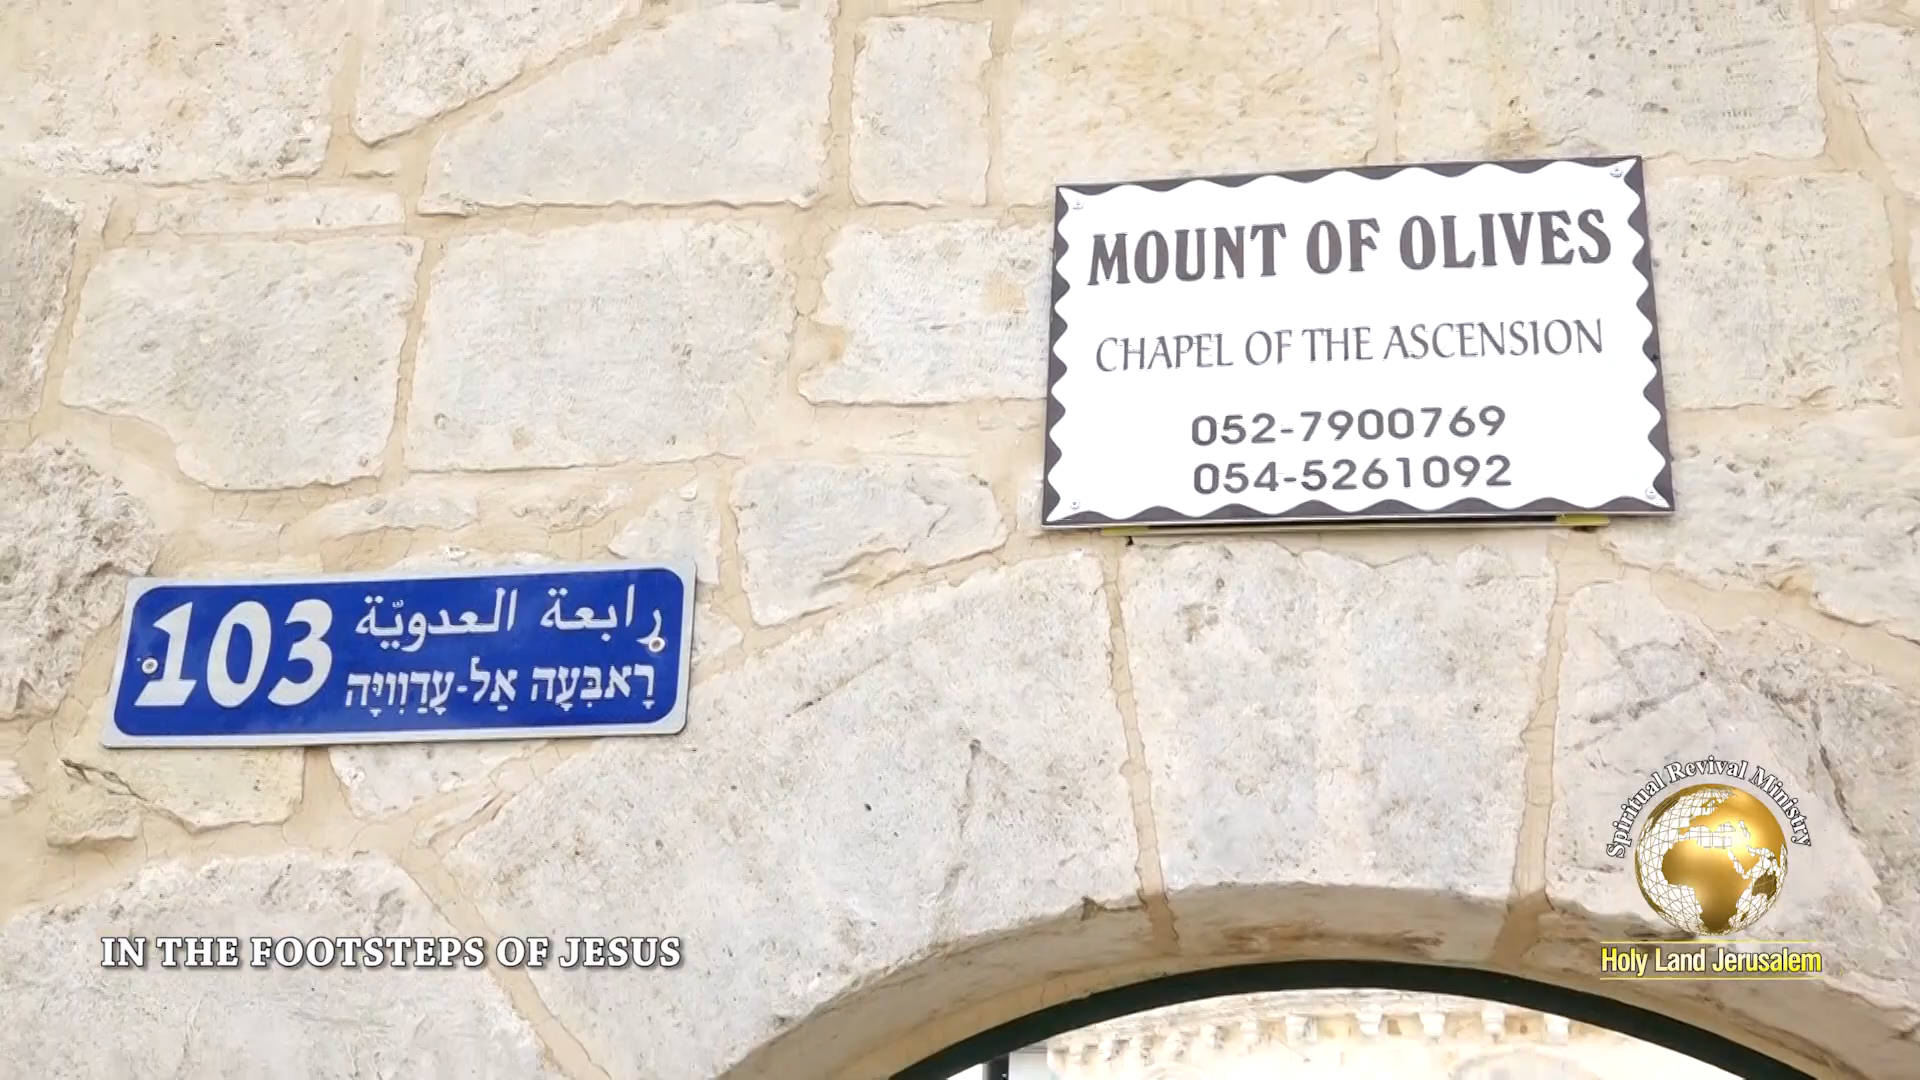 MOUNT OF OLIVES
CHAPEL OF THE ASCENSION
052-7900769
054-5261092
103
رابعة العدويّة
רָאבִּעָה אַל-עָדַוִויָּה
Spiritual Revival Ministry
Holy Land Jerusalem
IN THE FOOTSTEPS OF JESUS